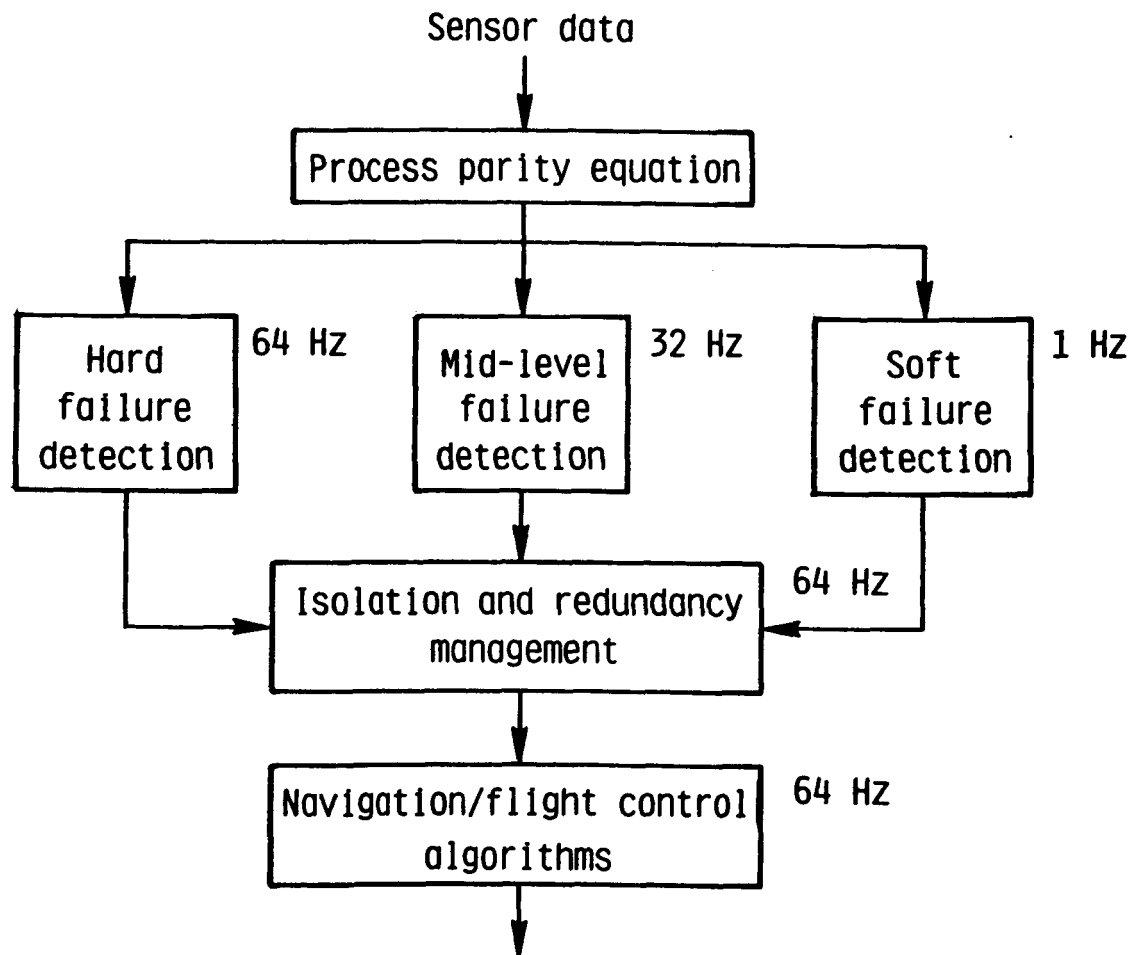 Sensor data
Process parity equation
Hard
failure
detection
64 Hz
Mid-level
failure
detection
32 Hz
Soft
failure
detection
1 Hz
Isolation and redundancy
management
64 Hz
Navigation/flight control
algorithms
64 Hz